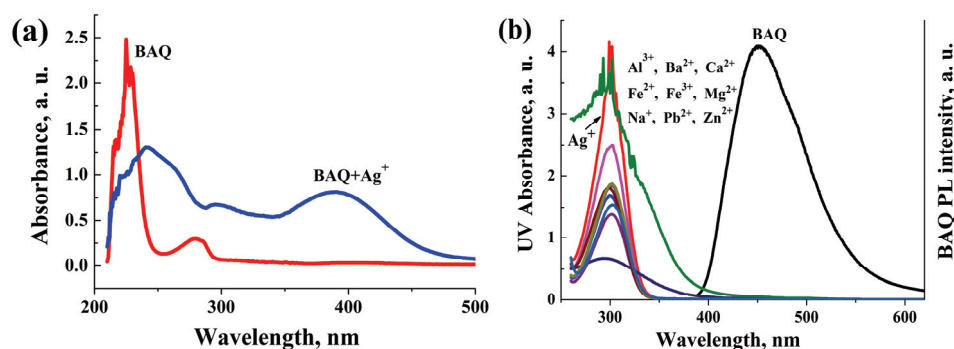 (a)
2.5
2.0
1.5
1.0
0.5
0.0
Absorbance, a. u.
BAQ
BAQ+Ag⁺
200 300 400 500
Wavelength, nm
(b)
4
3
2
1
0
UV Absorbance, a. u.
BAQ
Al³⁺, Ba²⁺, Ca²⁺
Fe²⁺, Fe³⁺, Mg²⁺
Na⁺, Pb²⁺, Zn²⁺
Ag⁺
300 400 500 600
Wavelength, nm
BAQ PL intensity, a. u.